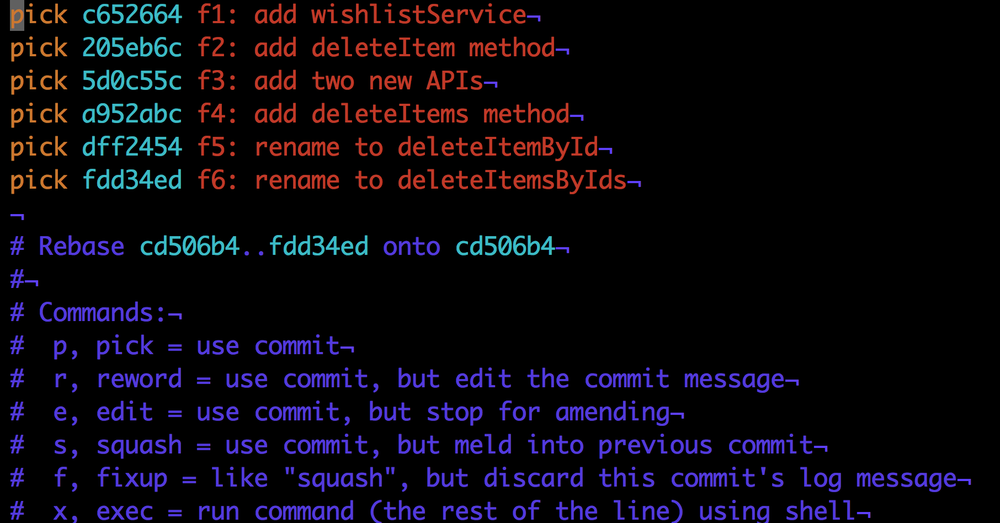 pick c652664 f1: add wishlistService¬
pick 205eb6c f2: add deleteItem method¬
pick 5d0c55c f3: add two new APIs¬
pick a952abc f4: add deleteItems method¬
pick dff2454 f5: rename to deleteItemById¬
pick fdd34ed f6: rename to deleteItemsByIds¬
¬
# Rebase cd506b4..fdd34ed onto cd506b4¬
#¬
# Commands:¬
#  p, pick = use commit¬
#  r, reword = use commit, but edit the commit message¬
#  e, edit = use commit, but stop for amending¬
#  s, squash = use commit, but meld into previous commit¬
#  f, fixup = like "squash", but discard this commit's log message¬
#  x, exec = run command (the rest of the line) using shell¬